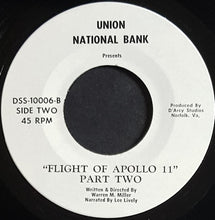 UNION
NATIONAL BANK
Presents
DSS-10006-B
SIDE TWO
45 RPM
Produced By
D'Arcy Studios
Norfolk, Va.
"FLIGHT OF APOLLO 11"
PART TWO
Written & Directed By
Warren M. Miller
Narrated By Lee Lively